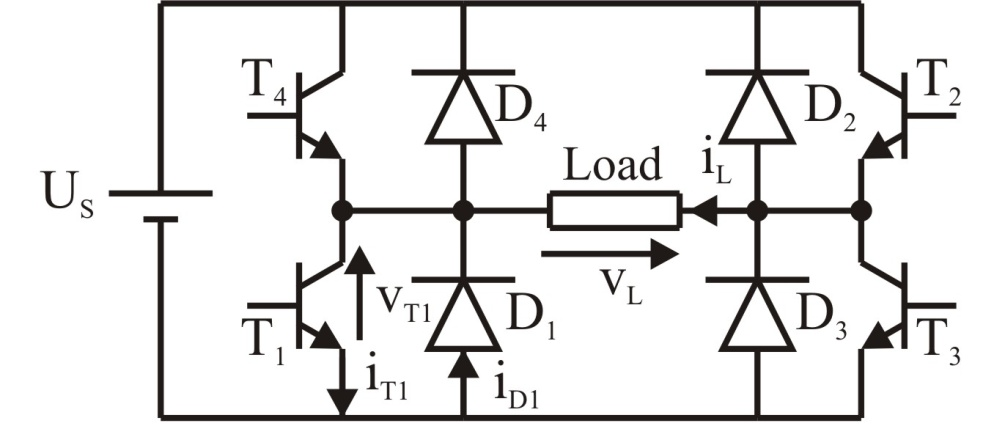 T4
D4
D2
T2
Load
iL
US
vL
vT1
D1
D3
T1
iT1
iD1
T3